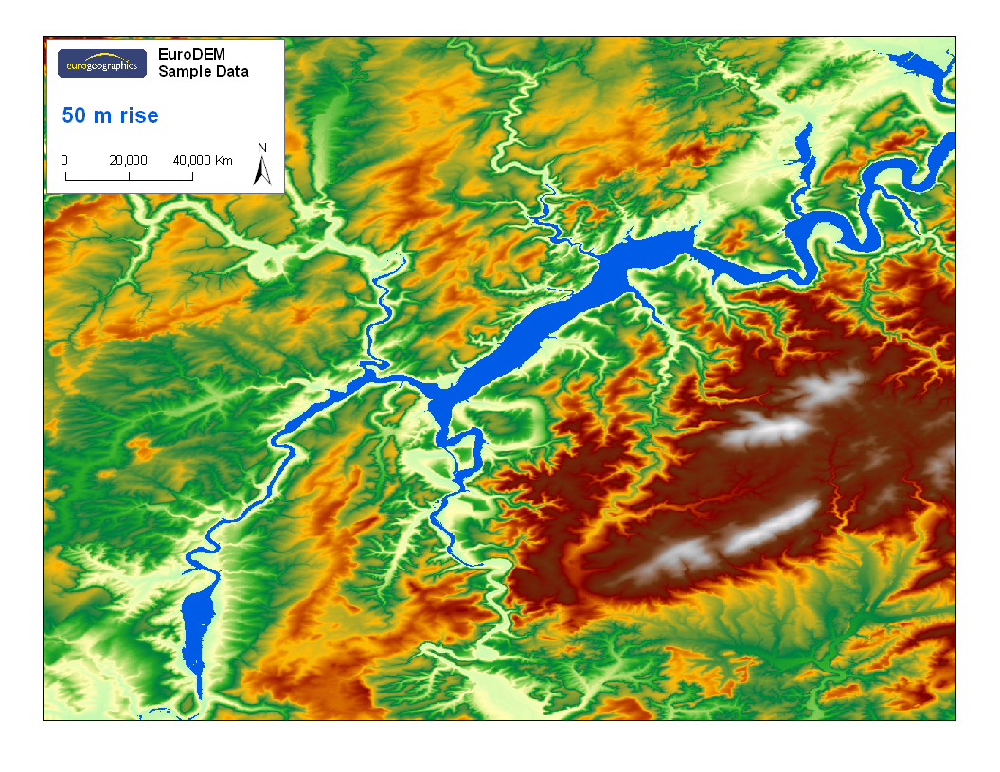 eurogeographics
EuroDEM
Sample Data
50 m rise
0 20,000 40,000 Km
N